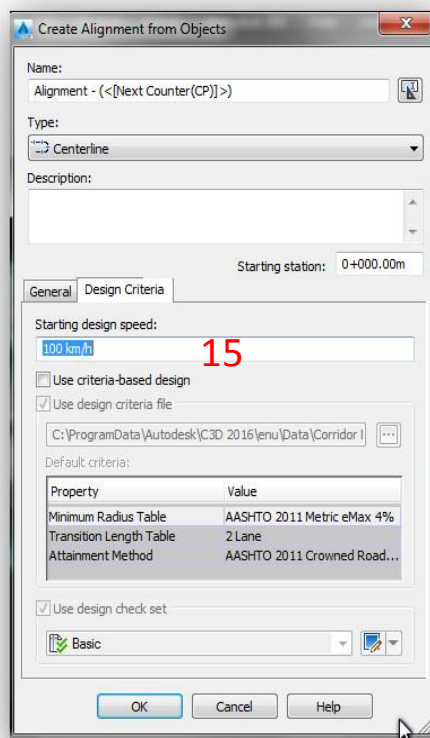 Create Alignment from Objects
Name:
Alignment - (<[Next Counter(CP)]>)
Type:
Centerline
Description:
Starting station: 0+000.00m
General Design Criteria
Starting design speed:
100 km/h 15
Use criteria-based design
Use design criteria file
C:\ProgramData\Autodesk\C3D 2016\enu\Data\Corridor I ...
Default criteria:
Property Value
Minimum Radius Table AASHTO 2011 Metric eMax 4%
Transition Length Table 2 Lane
Attainment Method AASHTO 2011 Crowned Road...
Use design check set
Basic
OK Cancel Help